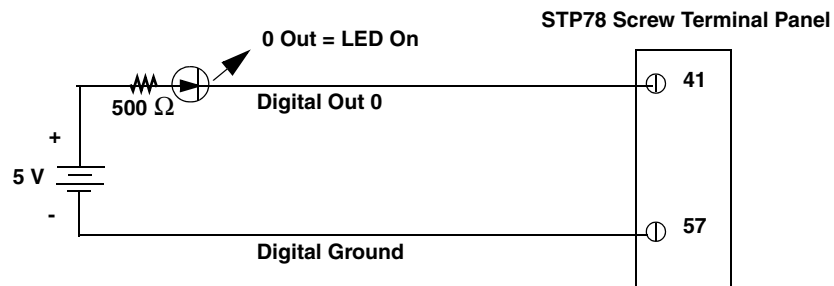 STP78 Screw Terminal Panel
0 Out = LED On
500 Ω
Digital Out 0
41
+
5 V
-
57
Digital Ground